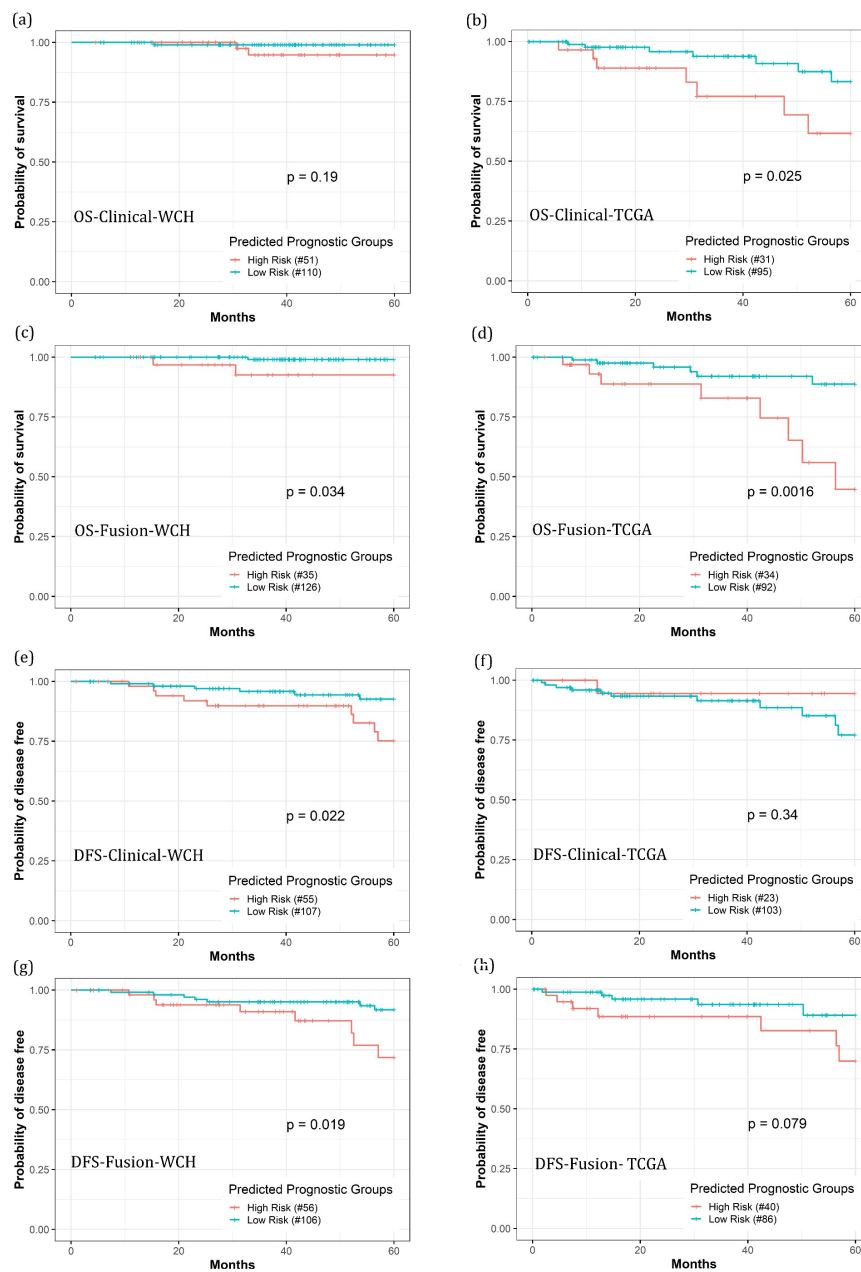 (a)
1.00
0.75
0.50
0.25
0.00
Probability of survival
p = 0.19
OS-Clinical-WCH
Predicted Prognostic Groups
High Risk (#51)
Low Risk (#110)
0 20 40 60
Months
(b)
1.00
0.75
0.50
0.25
0.00
Probability of survival
p = 0.025
OS-Clinical-TCGA
Predicted Prognostic Groups
High Risk (#31)
Low Risk (#95)
0 20 40 60
Months
(c)
1.00
0.75
0.50
0.25
0.00
Probability of survival
p = 0.034
OS-Fusion-WCH
Predicted Prognostic Groups
High Risk (#35)
Low Risk (#126)
0 20 40 60
Months
(d)
1.00
0.75
0.50
0.25
0.00
Probability of survival
p = 0.0016
OS-Fusion-TCGA
Predicted Prognostic Groups
High Risk (#34)
Low Risk (#92)
0 20 40 60
Months
(e)
1.00
0.75
0.50
0.25
0.00
Probability of disease free
p = 0.022
DFS-Clinical-WCH
Predicted Prognostic Groups
High Risk (#55)
Low Risk (#107)
0 20 40 60
Months
(f)
1.00
0.75
0.50
0.25
0.00
Probability of disease free
p = 0.34
DFS-Clinical-TCGA
Predicted Prognostic Groups
High Risk (#23)
Low Risk (#103)
0 20 40 60
Months
(g)
1.00
0.75
0.50
0.25
0.00
Probability of disease free
p = 0.019
DFS-Fusion-WCH
Predicted Prognostic Groups
High Risk (#56)
Low Risk (#106)
0 20 40 60
Months
(h)
1.00
0.75
0.50
0.25
0.00
Probability of disease free
p = 0.079
DFS-Fusion- TCGA
Predicted Prognostic Groups
High Risk (#40)
Low Risk (#86)
0 20 40 60
Months